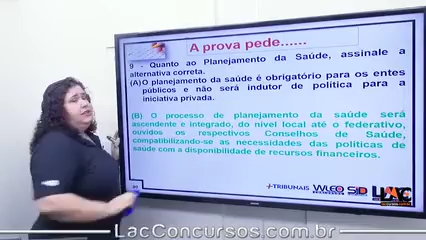 A prova pede......
9 - Quanto ao Planejamento da Saúde, assinale a
alternativa correta.
(A)O planejamento da saúde é obrigatório para os entes
públicos e não será indutor de política para a
iniciativa privada.
(B) O processo de planejamento da saúde será
ascendente e integrado, do nível local até o federativo,
ouvidos os respectivos Conselhos de Saúde,
compatibilizando-se as necessidades das políticas de
saúde com a disponibilidade de recursos financeiros.
+TRIBUNAIS WLEO SJD LAC
LacConcursos.com.br